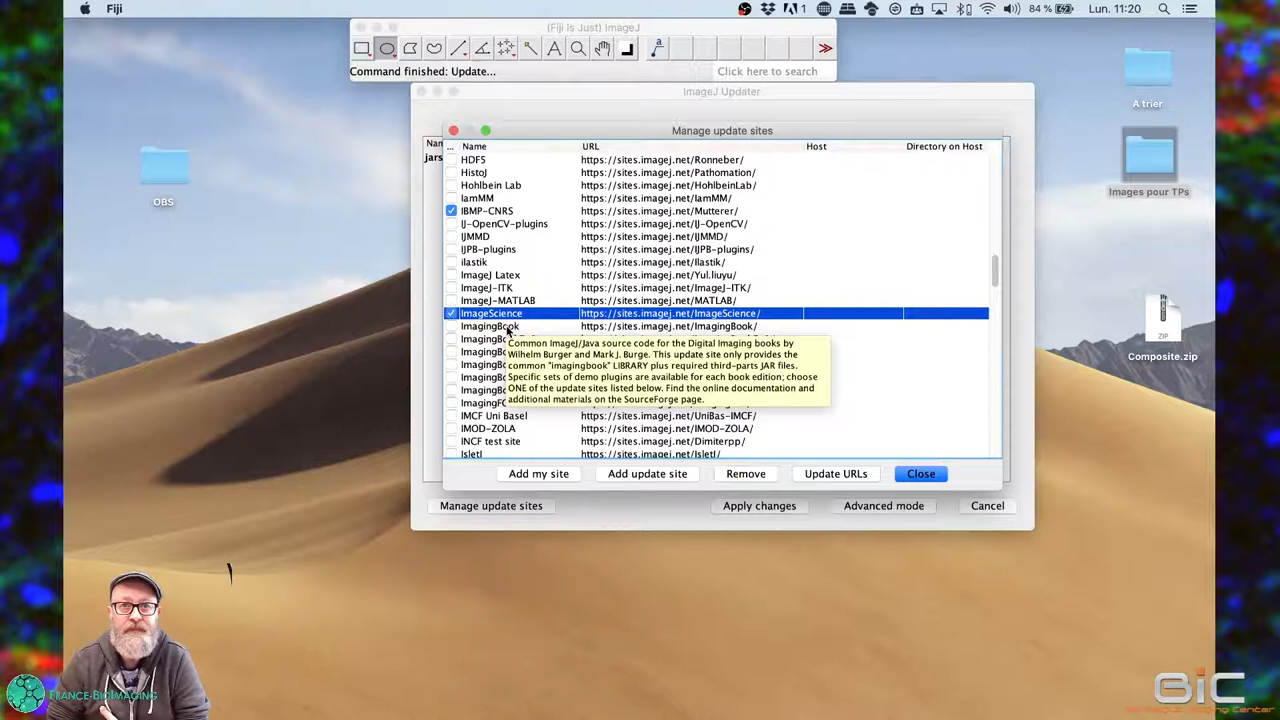 Fiji
1
84 %
Lun. 11:20
(Fiji Is Just) ImageJ
Command finished: Update...
Click here to search
ImageJ Updater
Manage update sites
... Name URL Host Directory on Host
HDF5 https://sites.imagej.net/Ronneber/
HistoJ https://sites.imagej.net/Pathomation/
Hohlbein Lab https://sites.imagej.net/HohlbeinLab/
IamMM https://sites.imagej.net/IamMM/
IBMP-CNRS https://sites.imagej.net/Mutterer/
IJ-OpenCV-plugins https://sites.imagej.net/IJ-OpenCV/
IJMMD https://sites.imagej.net/IJMMD/
IJPB-plugins https://sites.imagej.net/IJPB-plugins/
ilastik https://sites.imagej.net/Ilastik/
ImageJ Latex https://sites.imagej.net/Yul.liuyu/
ImageJ-ITK https://sites.imagej.net/ImageJ-ITK/
ImageJ-MATLAB https://sites.imagej.net/MATLAB/
ImageScience https://sites.imagej.net/ImageScience/
ImagingBook https://sites.imagej.net/ImagingBook/
Common ImageJ/Java source code for the Digital Imaging books by
Wilhelm Burger and Mark J. Burge. This update site only provides the
common "imagingbook" LIBRARY plus required third-parts JAR files.
Specific sets of demo plugins are available for each book edition; choose
ONE of the update sites listed below. Find the online documentation and
additional materials on the SourceForge page.
IMCF Uni Basel https://sites.imagej.net/UniBas-IMCF/
IMOD-ZOLA https://sites.imagej.net/IMOD-ZOLA/
INCF test site https://sites.imagej.net/Dimiterpp/
IsletJ https://sites.imagej.net/IsletJ/
Add my site Add update site Remove Update URLs Close
Manage update sites Apply changes Advanced mode Cancel
jars
OBS
A trier
Images pour TPs
ZIP
Composite.zip
France-BioImaging
BiC